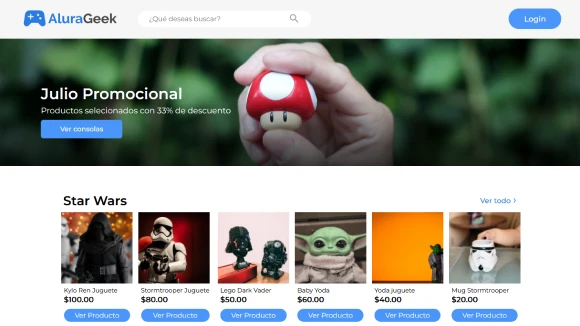 AluraGeek
¿Qué deseas buscar?
Login
Julio Promocional
Productos selecionados con 33% de descuento
Ver consolas
Star Wars
Ver todo
Kylo Ren Juguete
$100.00
Ver Producto
Stormtrooper Juguete
$80.00
Ver Producto
Lego Dark Vader
$50.00
Ver Producto
Baby Yoda
$60.00
Ver Producto
Yoda juguete
$40.00
Ver Producto
Mug Stormtrooper
$20.00
Ver Producto